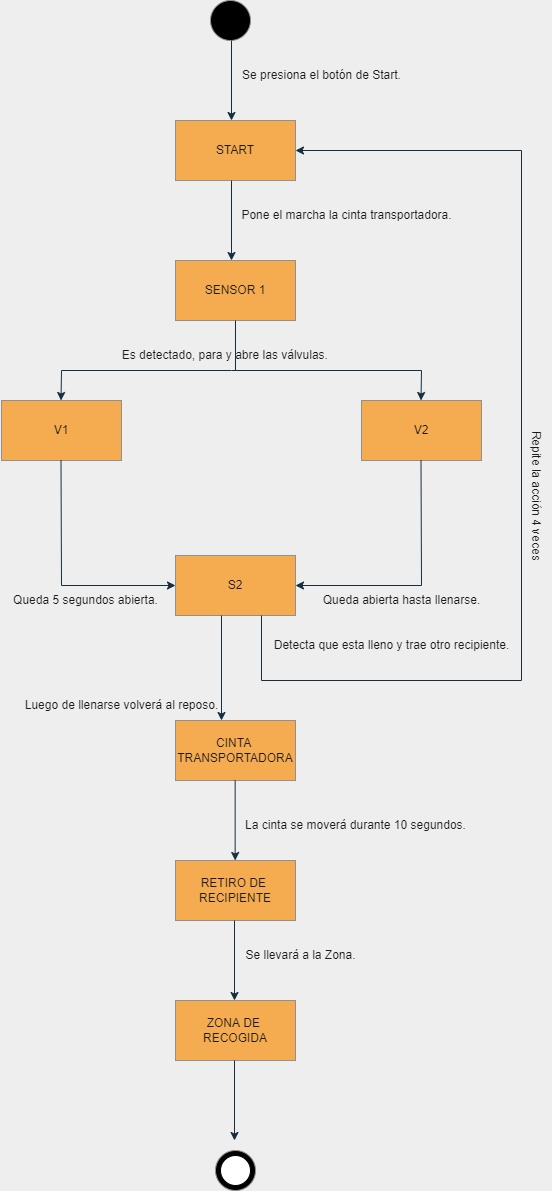 Se presiona el botón de Start.
START
Pone el marcha la cinta transportadora.
SENSOR 1
Es detectado, para y abre las válvulas.
V1
V2
Repite la acción 4 veces
S2
Queda 5 segundos abierta.
Queda abierta hasta llenarse.
Detecta que esta lleno y trae otro recipiente.
Luego de llenarse volverá al reposo.
CINTA
TRANSPORTADORA
La cinta se moverá durante 10 segundos.
RETIRO DE
RECIPIENTE
Se llevará a la Zona.
ZONA DE
RECOGIDA